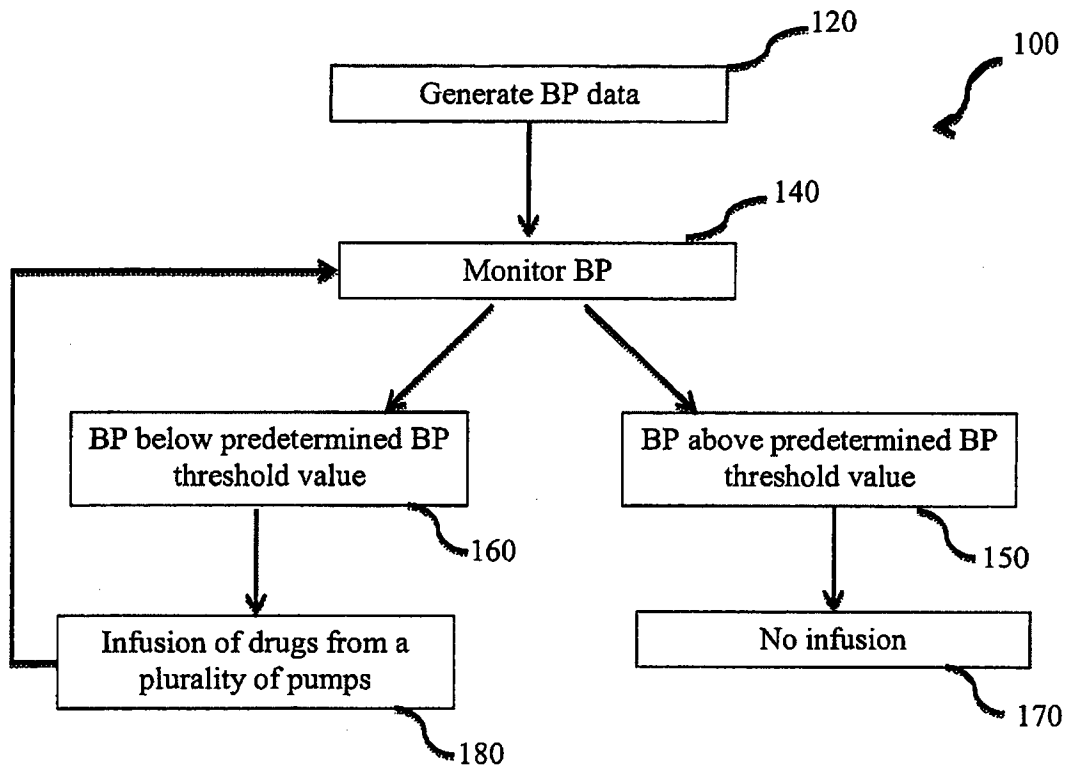 120
100
Generate BP data
140
Monitor BP
BP below predetermined BP
threshold value
BP above predetermined BP
threshold value
160
150
Infusion of drugs from a
plurality of pumps
No infusion
170
180